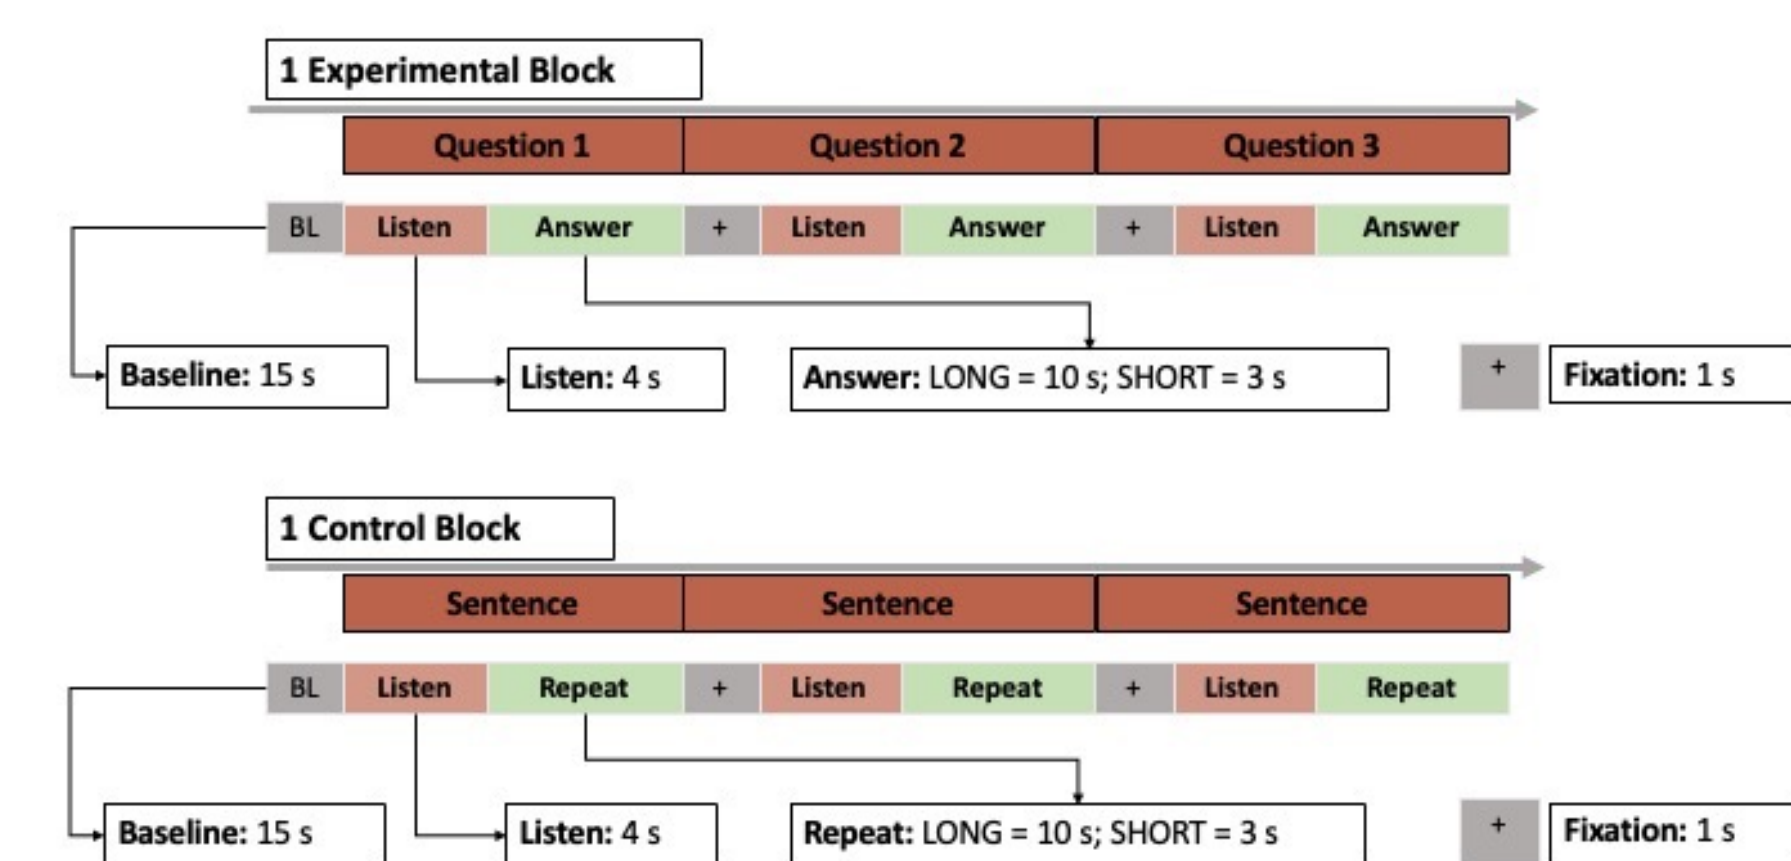 1 Experimental Block
Question 1 Question 2 Question 3
BL Listen Answer + Listen Answer + Listen Answer
Baseline: 15 s Listen: 4 s Answer: LONG = 10 s; SHORT = 3 s + Fixation: 1 s
1 Control Block
Sentence Sentence Sentence
BL Listen Repeat + Listen Repeat + Listen Repeat
Baseline: 15 s Listen: 4 s Repeat: LONG = 10 s; SHORT = 3 s + Fixation: 1 s